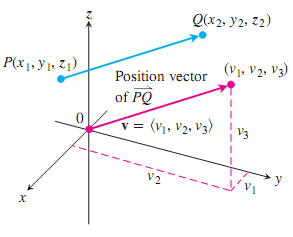 z
Q(x₂, y₂, z₂)
P(x₁, y₁, z₁)
(v₁, v₂, v₃)
Position vector
of PQ⃗
0
v = ⟨v₁, v₂, v₃⟩
v₃
v₂
v₁
x
y